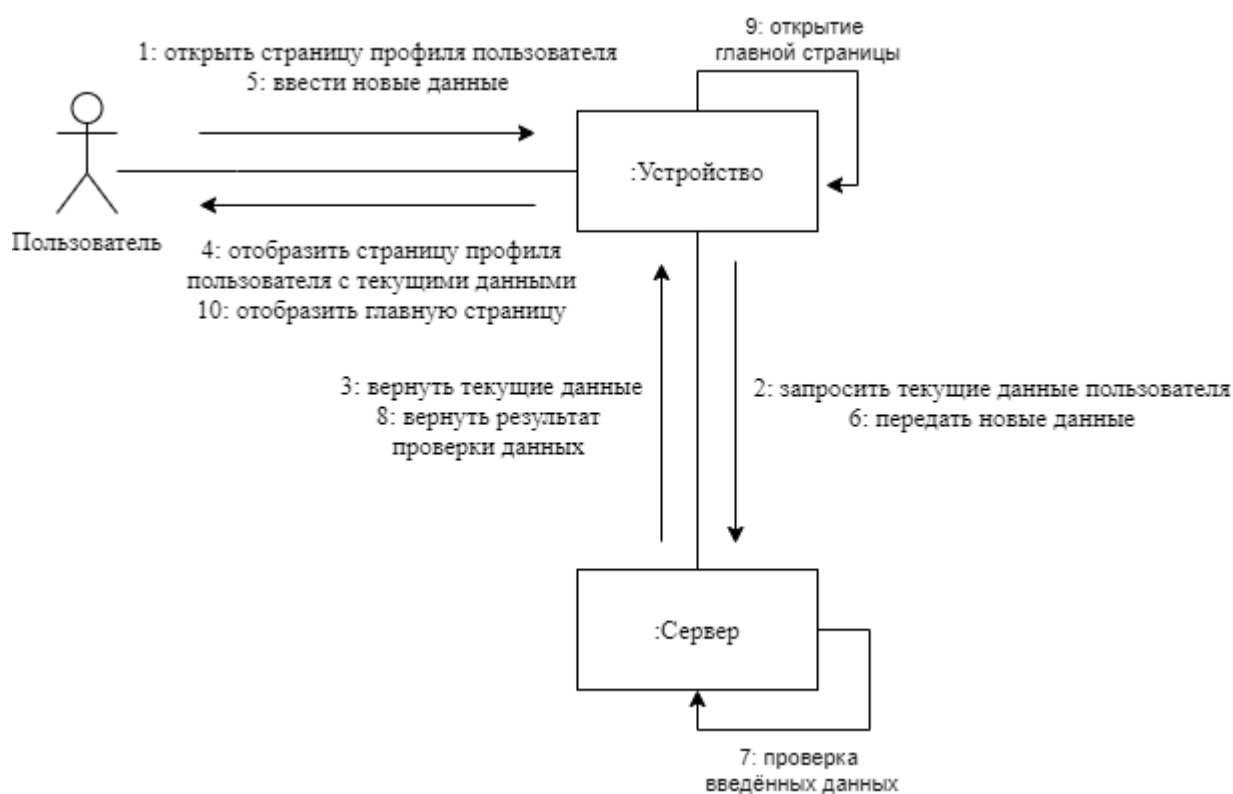 9: открытие
главной страницы
1: открыть страницу профиля пользователя
5: ввести новые данные
:Устройство
Пользователь
4: отобразить страницу профиля
пользователя с текущими данными
10: отобразить главную страницу
3: вернуть текущие данные
8: вернуть результат
проверки данных
2: запросить текущие данные пользователя
6: передать новые данные
:Сервер
7: проверка
введённых данных